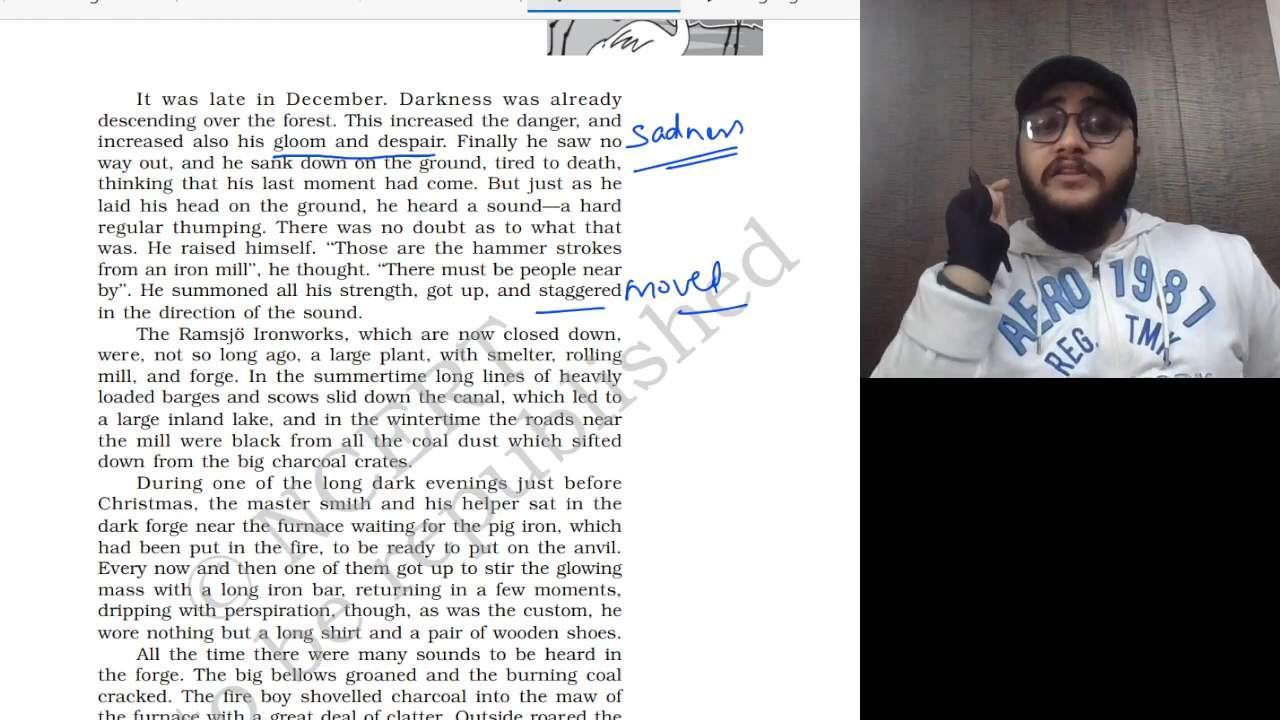 It was late in December. Darkness was already
descending over the forest. This increased the danger, and
increased also his gloom and despair. Finally he saw no
sadness
way out, and he sank down on the ground, tired to death,
thinking that his last moment had come. But just as he
laid his head on the ground, he heard a sound—a hard
regular thumping. There was no doubt as to what that
was. He raised himself. “Those are the hammer strokes
from an iron mill”, he thought. “There must be people near
by”. He summoned all his strength, got up, and staggered
moved
in the direction of the sound.
The Ramsjö Ironworks, which are now closed down,
were, not so long ago, a large plant, with smelter, rolling
mill, and forge. In the summertime long lines of heavily
loaded barges and scows slid down the canal, which led to
a large inland lake, and in the wintertime the roads near
the mill were black from all the coal dust which sifted
down from the big charcoal crates.
During one of the long dark evenings just before
Christmas, the master smith and his helper sat in the
dark forge near the furnace waiting for the pig iron, which
had been put in the fire, to be ready to put on the anvil.
Every now and then one of them got up to stir the glowing
mass with a long iron bar, returning in a few moments,
dripping with perspiration, though, as was the custom, he
wore nothing but a long shirt and a pair of wooden shoes.
All the time there were many sounds to be heard in
the forge. The big bellows groaned and the burning coal
cracked. The fire boy shovelled charcoal into the maw of
the furnace with a great deal of clatter. Outside roared the
© NCERT
to be republished
AERO 1987
REG. TMK